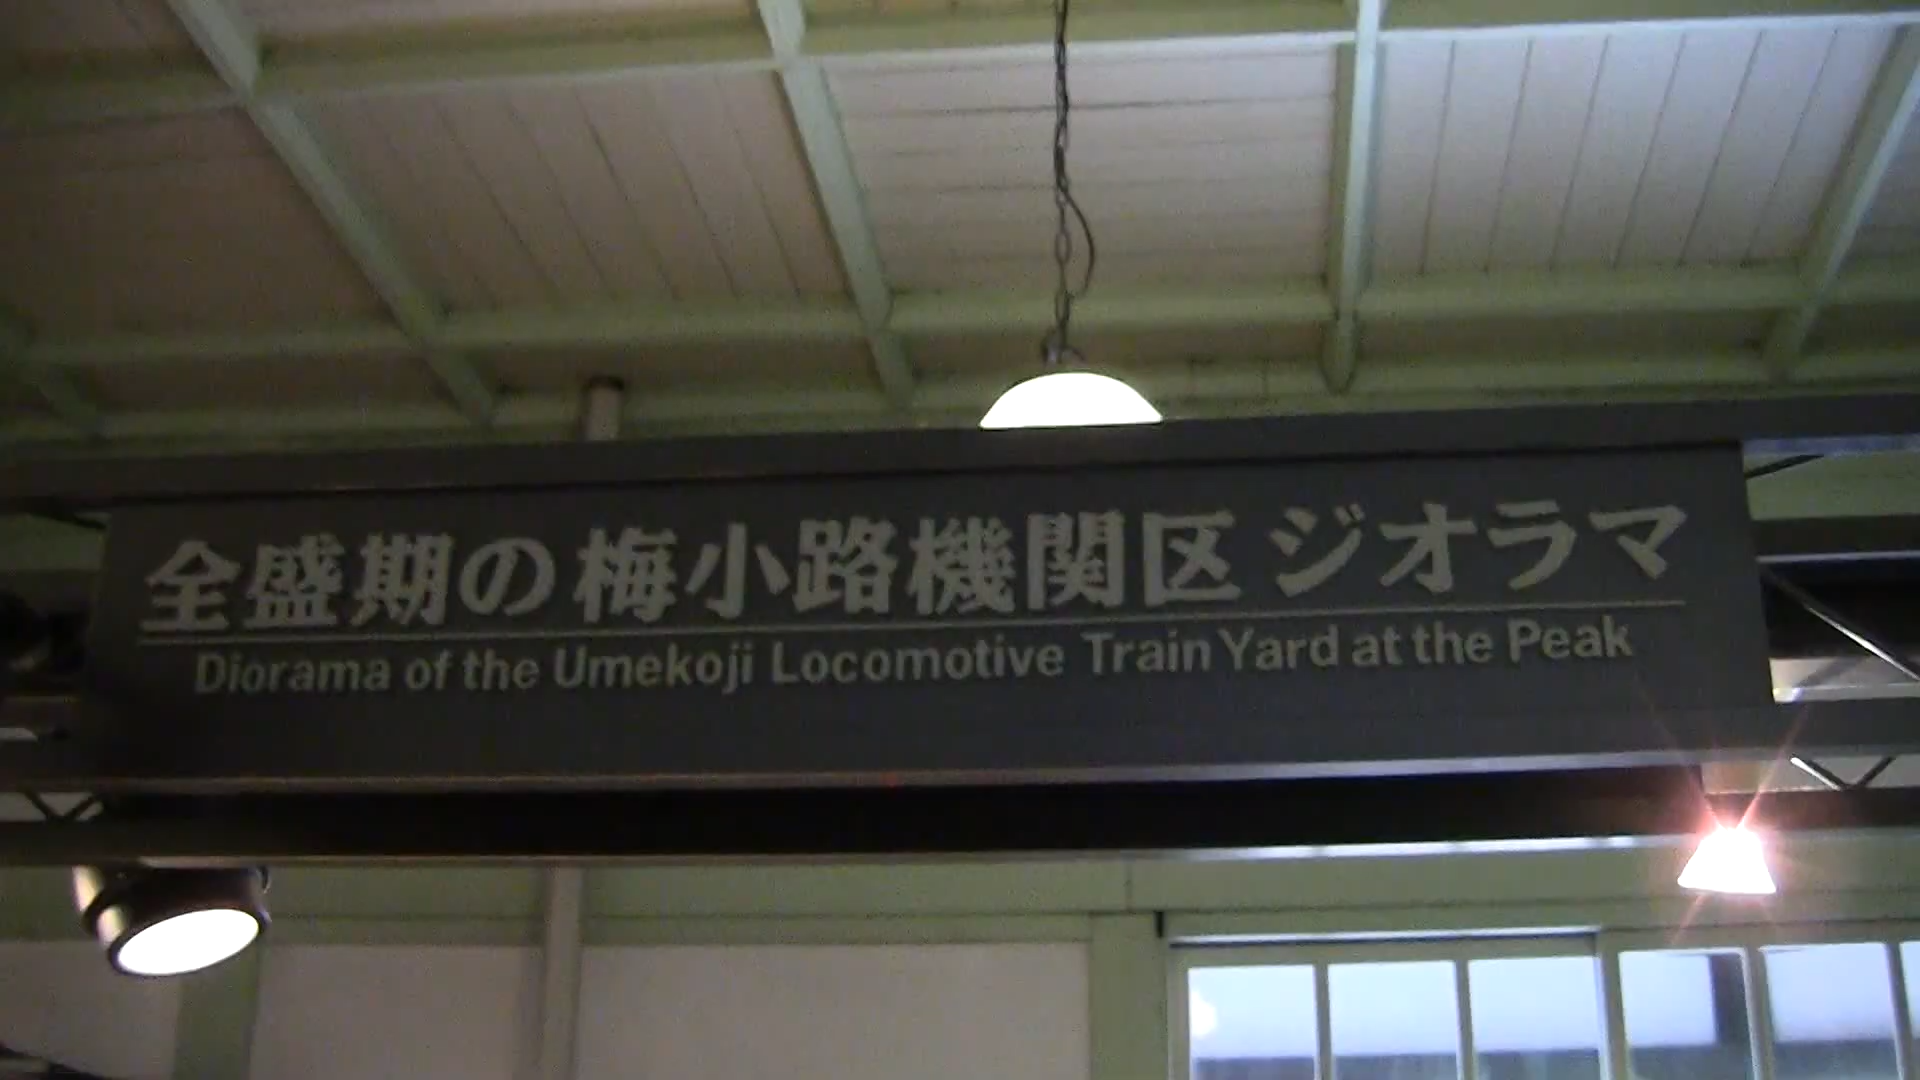 全盛期の梅小路機関区ジオラマ
Diorama of the Umekoji Locomotive Train Yard at the Peak